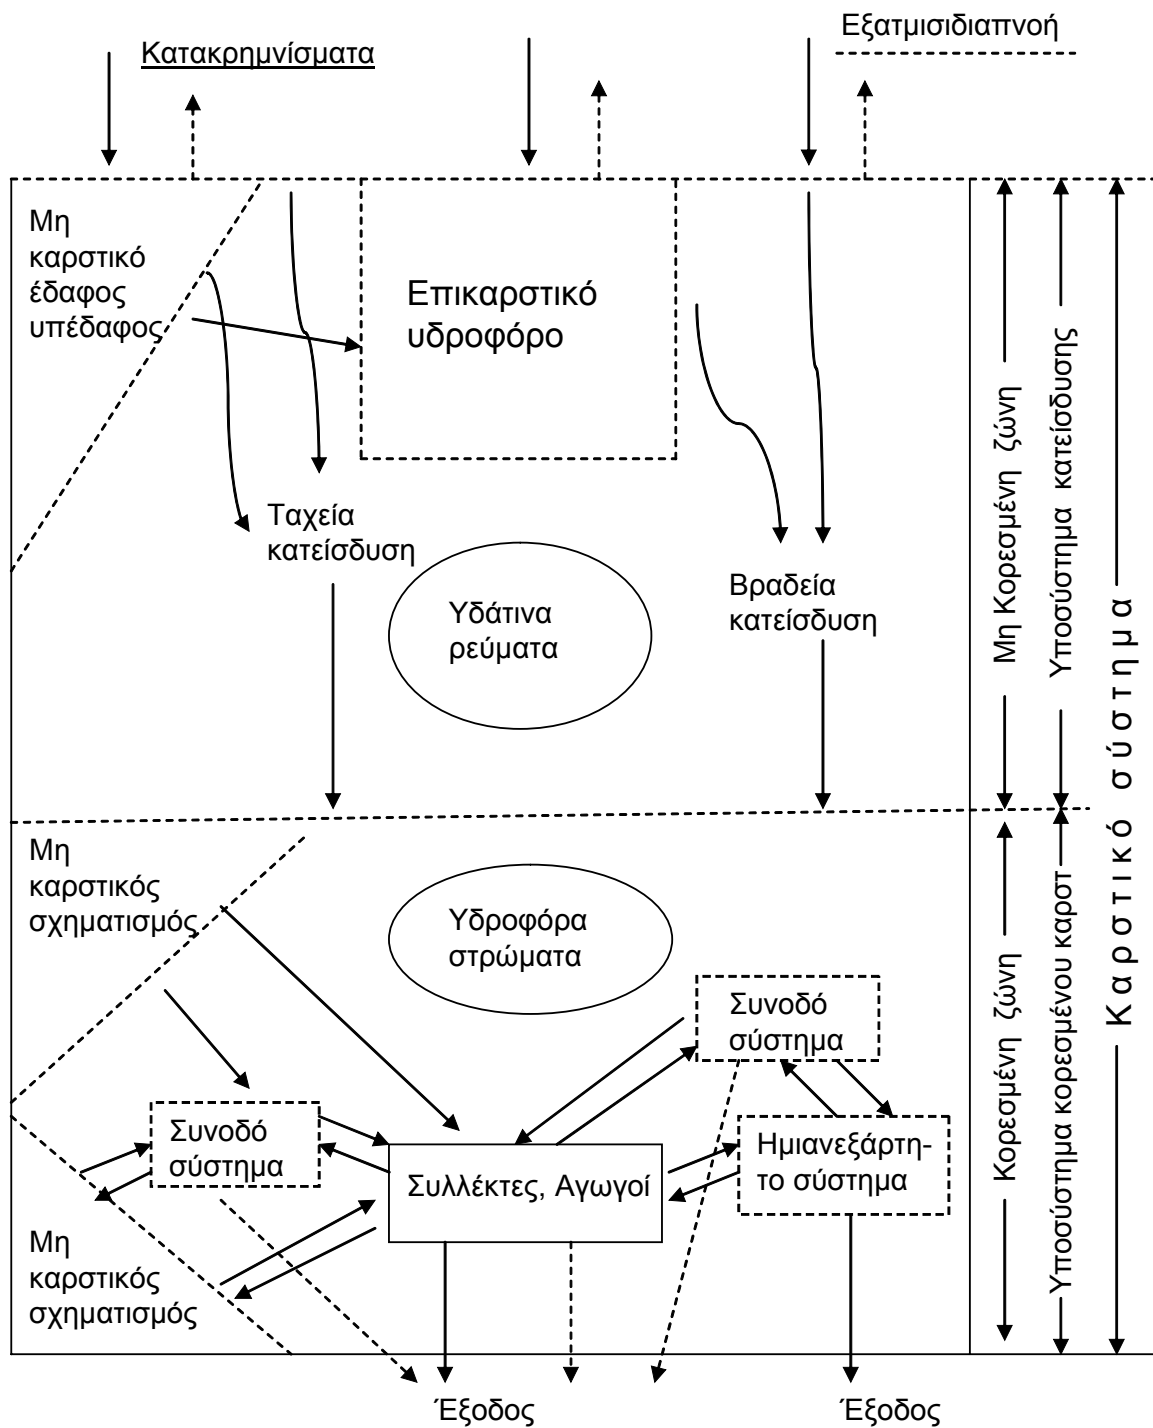 Εξατμισιδιαπνοή
Κατακρημνίσματα
Μη
καρστικό
έδαφος
υπέδαφος
Επικαρστικό
υδροφόρο
Ταχεία
κατείσδυση
Υδάτινα
ρεύματα
Βραδεία
κατείσδυση
Μη Κορεσμένη ζώνη
Υποσύστημα κατείσδυσης
Καρστικό σύστημα
Μη
καρστικός
σχηματισμός
Υδροφόρα
στρώματα
Συνοδό
σύστημα
Συνοδό
σύστημα
Συλλέκτες, Αγωγοί
Ημιανεξάρτη-
το σύστημα
Μη
καρστικός
σχηματισμός
Κορεσμένη ζώνη
Υποσύστημα κορεσμένου καρστ
Έξοδος
Έξοδος